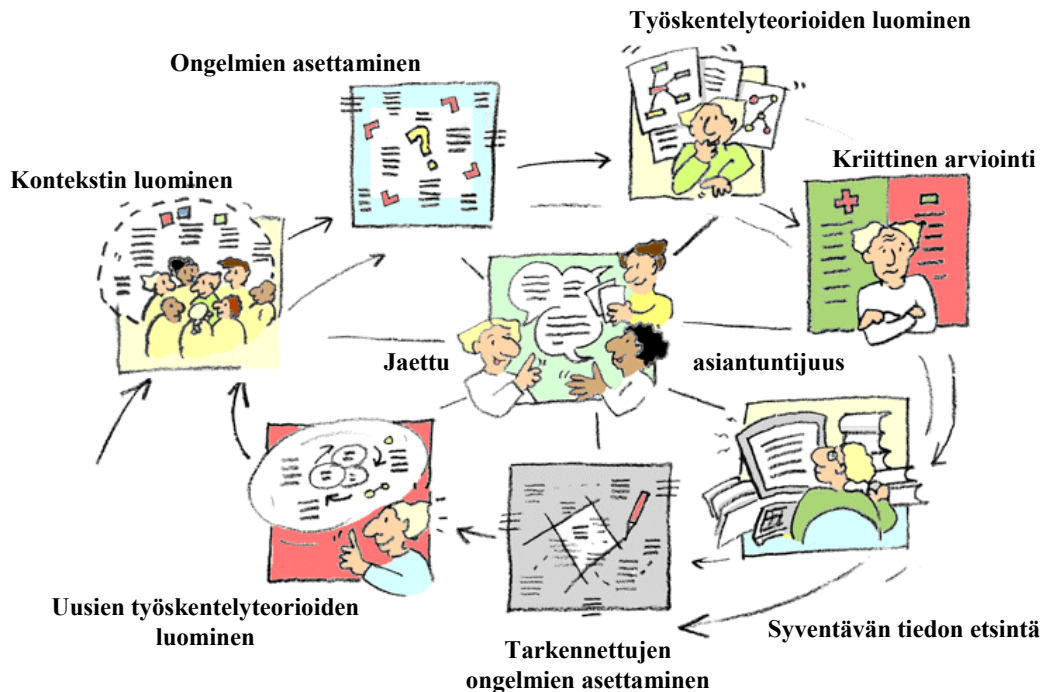 Työskentelyteorioiden luominen
Ongelmien asettaminen
Kriittinen arviointi
Kontekstin luominen
Jaettu asiantuntijuus
Uusien työskentelyteorioiden
luominen
Syventävän tiedon etsintä
Tarkennettujen
ongelmien asettaminen